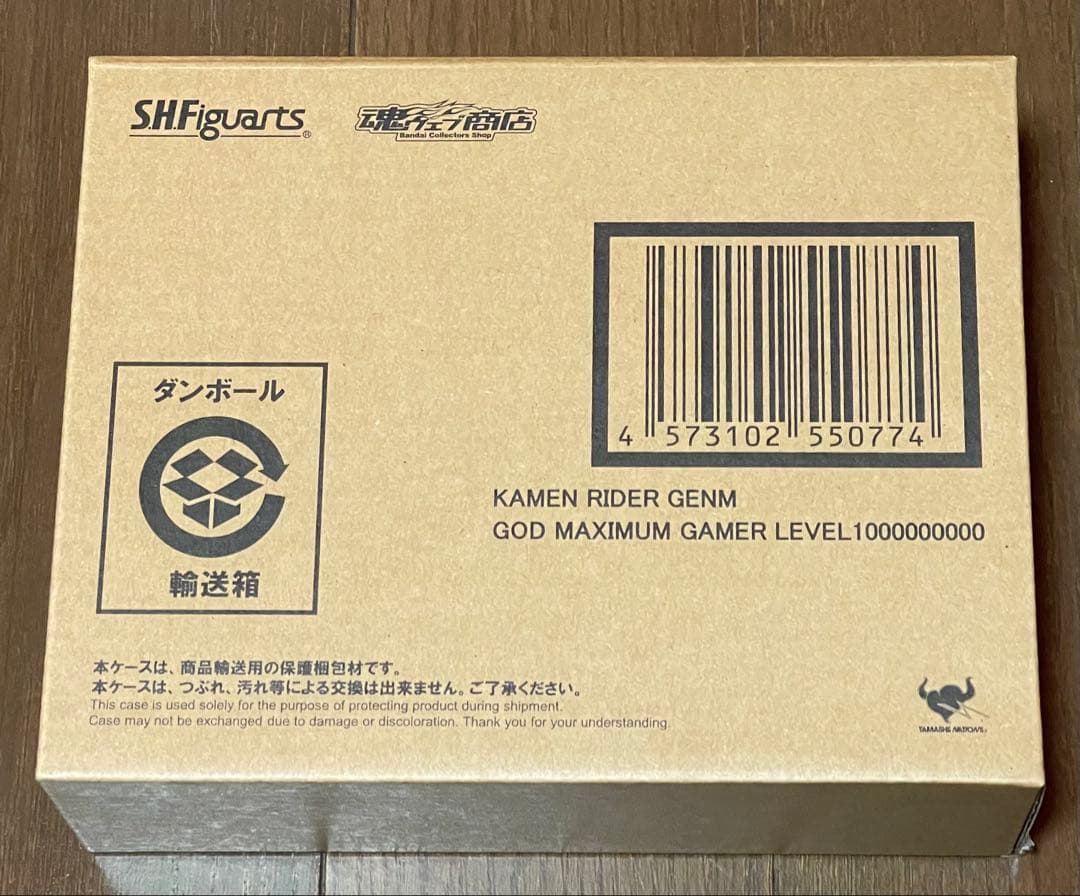 S.H.Figuarts®
魂ウェブ商店
Bandai Collectors Shop
4 573102 550774
KAMEN RIDER GENM
GOD MAXIMUM GAMER LEVEL1000000000
ダンボール
輸送箱
本ケースは、商品輸送用の保護梱包材です。
本ケースは、つぶれ、汚れ等による交換は出来ません。ご了承ください。
This case is used solely for the purpose of protecting product during shipment.
Case may not be exchanged due to damage or discoloration. Thank you for your understanding.
TAMASHII NATIONS